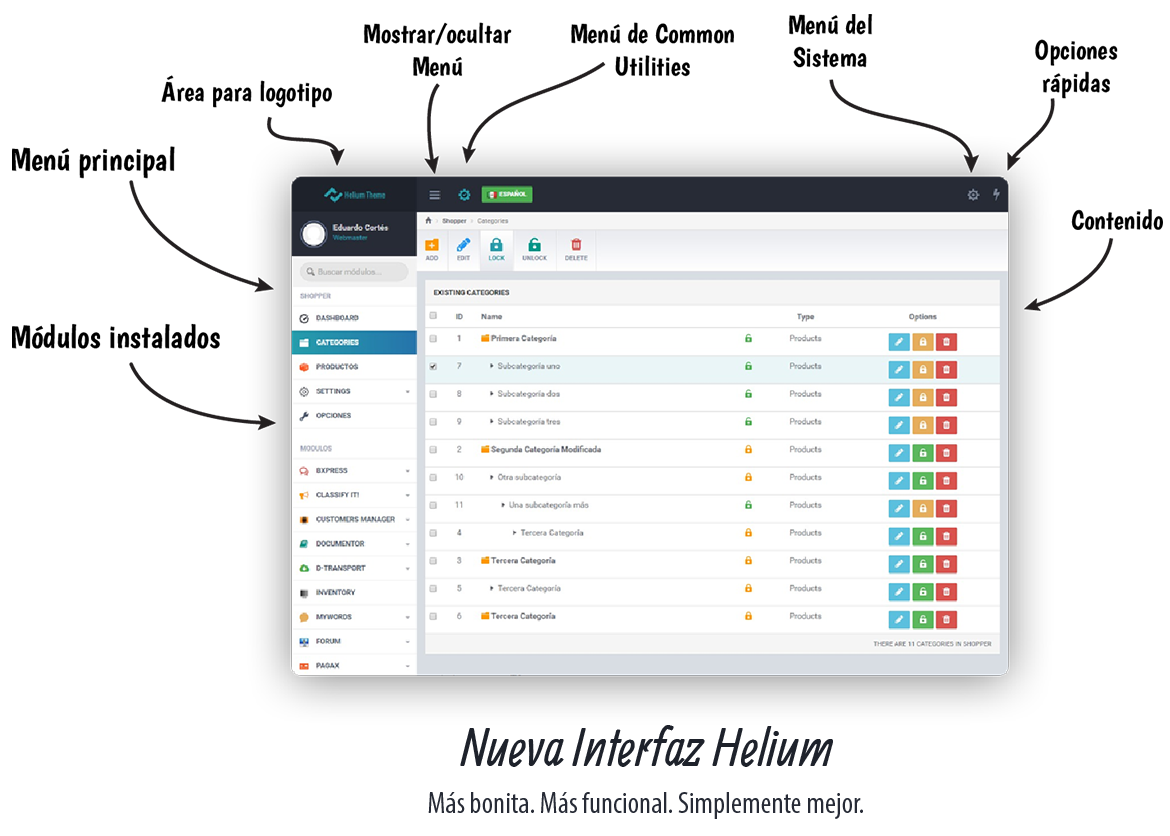 Mostrar/ocultar
Menú
Menú de Common
Utilities
Menú del
Sistema
Opciones
rápidas
Área para logotipo
Menú principal
Contenido
Módulos instalados
Helium Theme
ESPAÑOL
Eduardo Cortés
Webmaster
Shopper > Categories
ADD
EDIT
LOCK
UNLOCK
DELETE
Buscar módulos...
SHOPPER
DASHBOARD
CATEGORIES
PRODUCTOS
SETTINGS
OPCIONES
MÓDULOS
BXPRESS
CLASSIFY IT!
CUSTOMERS MANAGER
DOCUMENTOR
D-TRANSPORT
INVENTORY
MYWORDS
FORUM
PAGAX
EXISTING CATEGORIES
ID Name Type Options
1 Primera Categoría Products
7 Subcategoría uno Products
8 Subcategoría dos Products
9 Subcategoría tres Products
2 Segunda Categoría Modificada Products
10 Otra subcategoría Products
11 Una subcategoría más Products
4 Tercera Categoría Products
3 Tercera Categoría Products
5 Tercera Categoría Products
6 Tercera Categoría Products
THERE ARE 11 CATEGORIES IN SHOPPER
Nueva Interfaz Helium
Más bonita. Más funcional. Simplemente mejor.